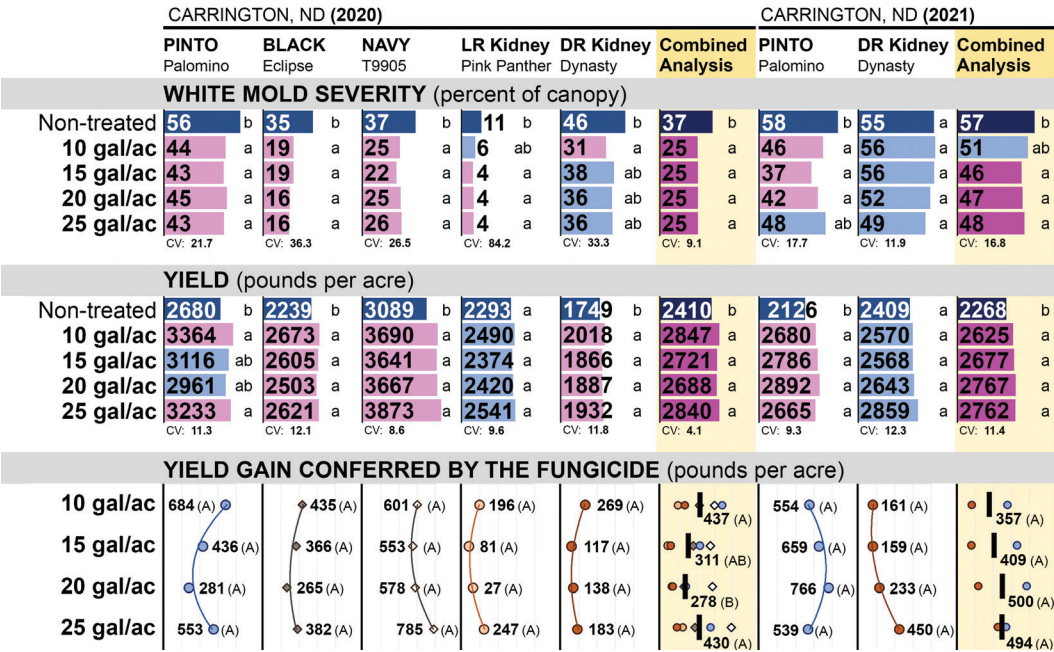 CARRINGTON, ND (2020) CARRINGTON, ND (2021)
PINTO BLACK NAVY LR Kidney DR Kidney Combined PINTO DR Kidney Combined
Palomino Eclipse T9905 Pink Panther Dynasty Analysis Palomino Dynasty Analysis
WHITE MOLD SEVERITY (percent of canopy)
Non-treated 56 b 35 b 37 b 11 b 46 b 37 b 58 b 55 a 57 b
10 gal/ac 44 a 19 a 25 a 6 ab 31 a 25 a 46 a 56 a 51 ab
15 gal/ac 43 a 19 a 22 a 4 a 38 ab 25 a 37 a 56 a 46 a
20 gal/ac 45 a 16 a 25 a 4 a 36 ab 25 a 42 a 52 a 47 a
25 gal/ac 43 a 16 a 26 a 4 a 36 ab 25 a 48 ab 49 a 48 a
CV: 21.7 CV: 36.3 CV: 26.5 CV: 84.2 CV: 33.3 CV: 9.1 CV: 17.7 CV: 11.9 CV: 16.8
YIELD (pounds per acre)
Non-treated 2680 b 2239 b 3089 b 2293 a 1749 b 2410 b 2126 b 2409 a 2268 b
10 gal/ac 3364 a 2673 a 3690 a 2490 a 2018 a 2847 a 2680 a 2570 a 2625 a
15 gal/ac 3116 ab 2605 a 3641 a 2374 a 1866 a 2721 a 2786 a 2568 a 2677 a
20 gal/ac 2961 ab 2503 a 3667 a 2420 a 1887 a 2688 a 2892 a 2643 a 2767 a
25 gal/ac 3233 a 2621 a 3873 a 2541 a 1932 a 2840 a 2665 a 2859 a 2762 a
CV: 11.3 CV: 12.1 CV: 8.6 CV: 9.6 CV: 11.8 CV: 4.1 CV: 9.3 CV: 12.3 CV: 11.4
YIELD GAIN CONFERRED BY THE FUNGICIDE (pounds per acre)
10 gal/ac 684 (A) 435 (A) 601 (A) 196 (A) 269 (A) 437 (A) 554 (A) 161 (A) 357 (A)
15 gal/ac 436 (A) 366 (A) 553 (A) 81 (A) 117 (A) 311 (AB) 659 (A) 159 (A) 409 (A)
20 gal/ac 281 (A) 265 (A) 578 (A) 27 (A) 138 (A) 278 (B) 766 (A) 233 (A) 500 (A)
25 gal/ac 553 (A) 382 (A) 785 (A) 247 (A) 183 (A) 430 (A) 539 (A) 450 (A) 494 (A)